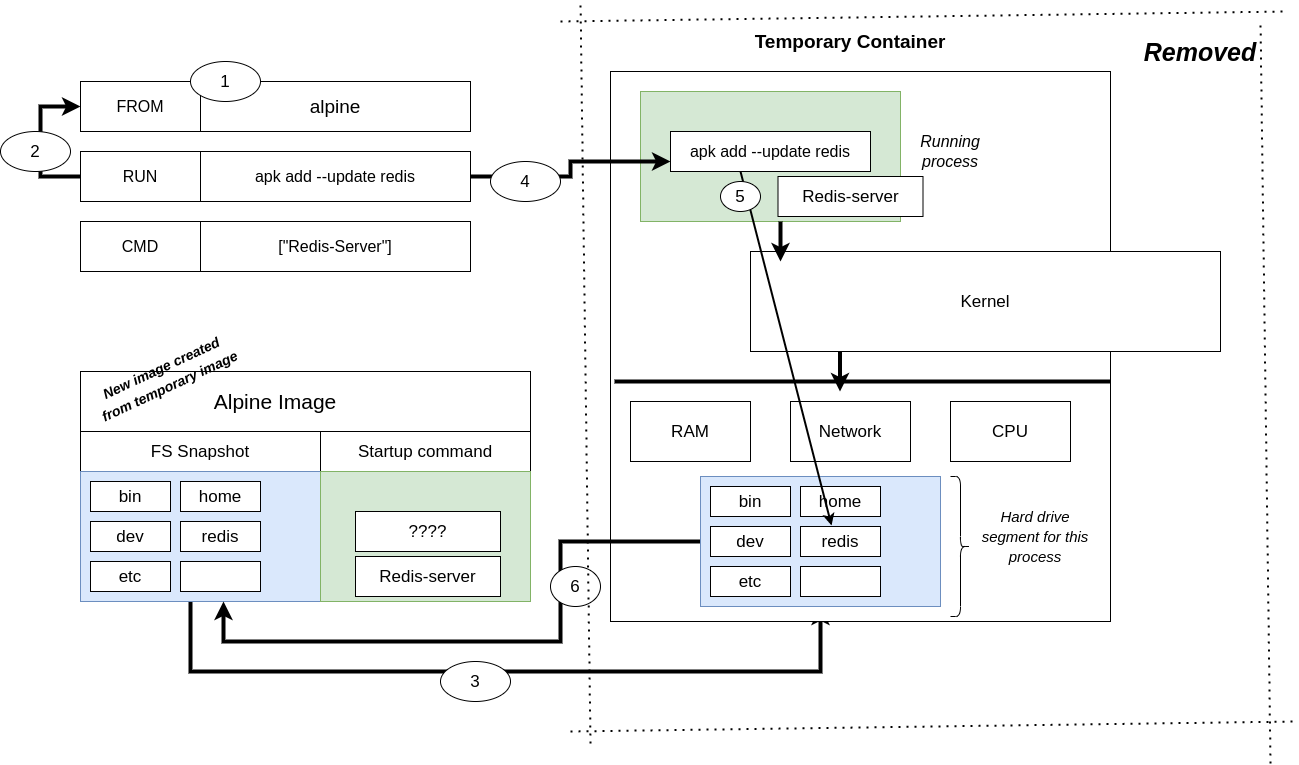 Temporary Container
Removed
1
FROM
alpine
2
RUN
apk add --update redis
4
CMD
["Redis-Server"]
apk add --update redis
Running
process
5
Redis-server
Kernel
New image created
from temporary image
Alpine Image
FS Snapshot
Startup command
bin
home
dev
redis
etc
????
Redis-server
RAM
Network
CPU
bin
home
dev
redis
etc
Hard drive
segment for this
process
6
3